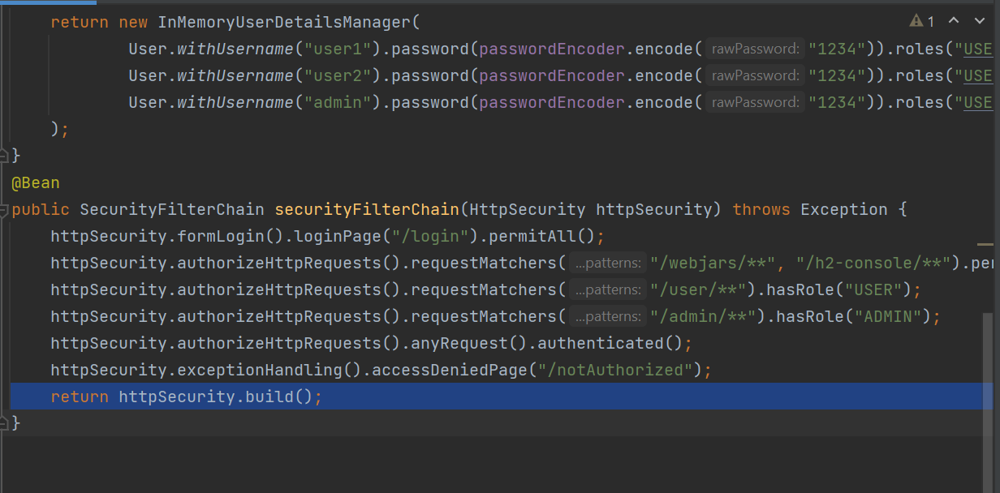 return new InMemoryUserDetailsManager( 1
User.withUsername("user1").password(passwordEncoder.encode( rawPassword: "1234")).roles("USE
User.withUsername("user2").password(passwordEncoder.encode( rawPassword: "1234")).roles("USE
User.withUsername("admin").password(passwordEncoder.encode( rawPassword: "1234")).roles("USE
);
}
@Bean
public SecurityFilterChain securityFilterChain(HttpSecurity httpSecurity) throws Exception {
httpSecurity.formLogin().loginPage("/login").permitAll();
httpSecurity.authorizeHttpRequests().requestMatchers( ...patterns: "/webjars/**", "/h2-console/**").per
httpSecurity.authorizeHttpRequests().requestMatchers( ...patterns: "/user/**").hasRole("USER");
httpSecurity.authorizeHttpRequests().requestMatchers( ...patterns: "/admin/**").hasRole("ADMIN");
httpSecurity.authorizeHttpRequests().anyRequest().authenticated();
httpSecurity.exceptionHandling().accessDeniedPage("/notAuthorized");
return httpSecurity.build();
}